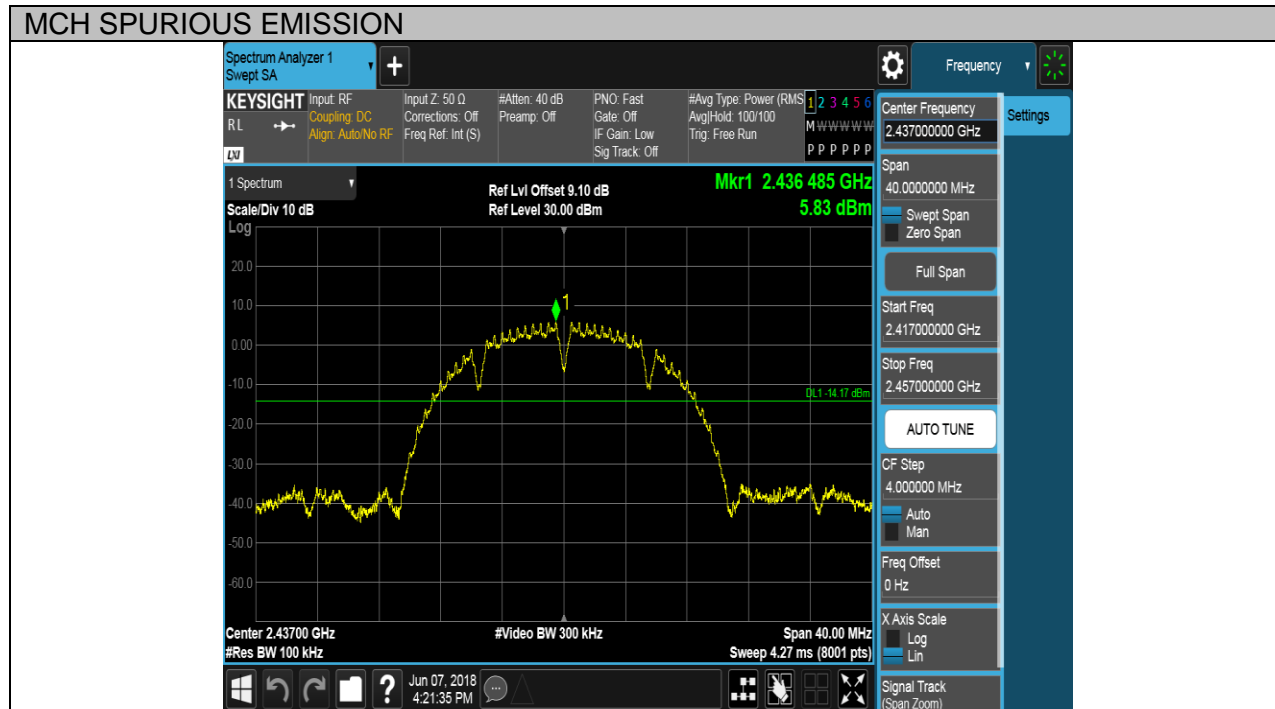 MCH SPURIOUS EMISSION
Spectrum Analyzer 1
Swept SA
+
Frequency
KEYSIGHT
RL
LXI
Input: RF
Coupling: DC
Align: Auto/No RF
Input Z: 50 Ω
Corrections: Off
Freq Ref: Int (S)
#Atten: 40 dB
Preamp: Off
PNO: Fast
Gate: Off
IF Gain: Low
Sig Track: Off
#Avg Type: Power (RMS
Avg|Hold: 100/100
Trig: Free Run
1 2 3 4 5 6
M W W W W W
P P P P P P
1 Spectrum
Scale/Div 10 dB
Log
Ref Lvl Offset 9.10 dB
Ref Level 30.00 dBm
Mkr1 2.436 485 GHz
5.83 dBm
20.0
10.0
0.00
-10.0
-20.0
-30.0
-40.0
-50.0
-60.0
1
DL1 -14.17 dBm
Center 2.43700 GHz
#Res BW 100 kHz
#Video BW 300 kHz
Span 40.00 MHz
Sweep 4.27 ms (8001 pts)
Jun 07, 2018
4:21:35 PM
?
Center Frequency
2.437000000 GHz
Settings
Span
40.0000000 MHz
Swept Span
Zero Span
Full Span
Start Freq
2.417000000 GHz
Stop Freq
2.457000000 GHz
AUTO TUNE
CF Step
4.000000 MHz
Auto
Man
Freq Offset
0 Hz
X Axis Scale
Log
Lin
Signal Track
(Span Zoom)